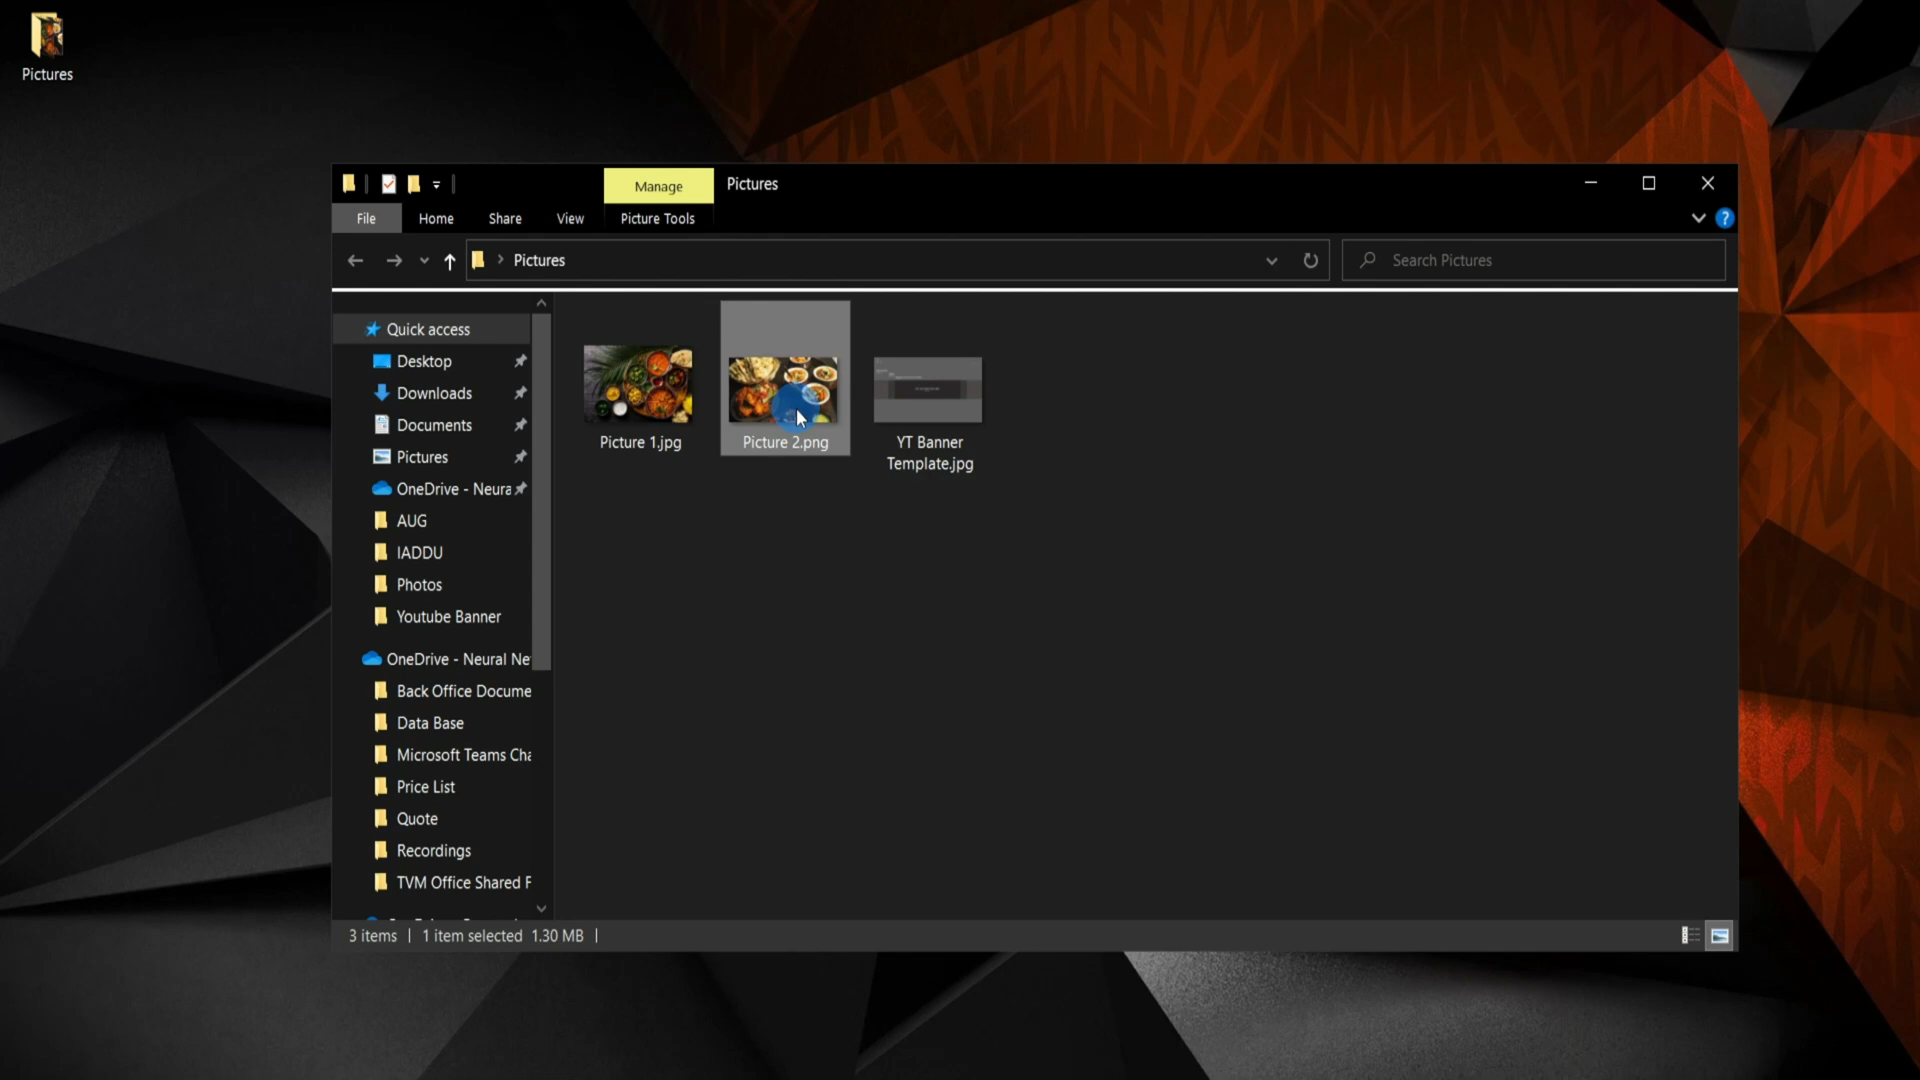 Pictures
Manage
Pictures
File
Home
Share
View
Picture Tools
?
Pictures
Search Pictures
Quick access
Desktop
Downloads
Documents
Pictures
OneDrive - Neura
AUG
IADDU
Photos
Youtube Banner
OneDrive - Neural Ne
Back Office Docume
Data Base
Microsoft Teams Cha
Price List
Quote
Recordings
TVM Office Shared F
Picture 1.jpg
Picture 2.png
YT Banner
Template.jpg
3 items
1 item selected 1.30 MB